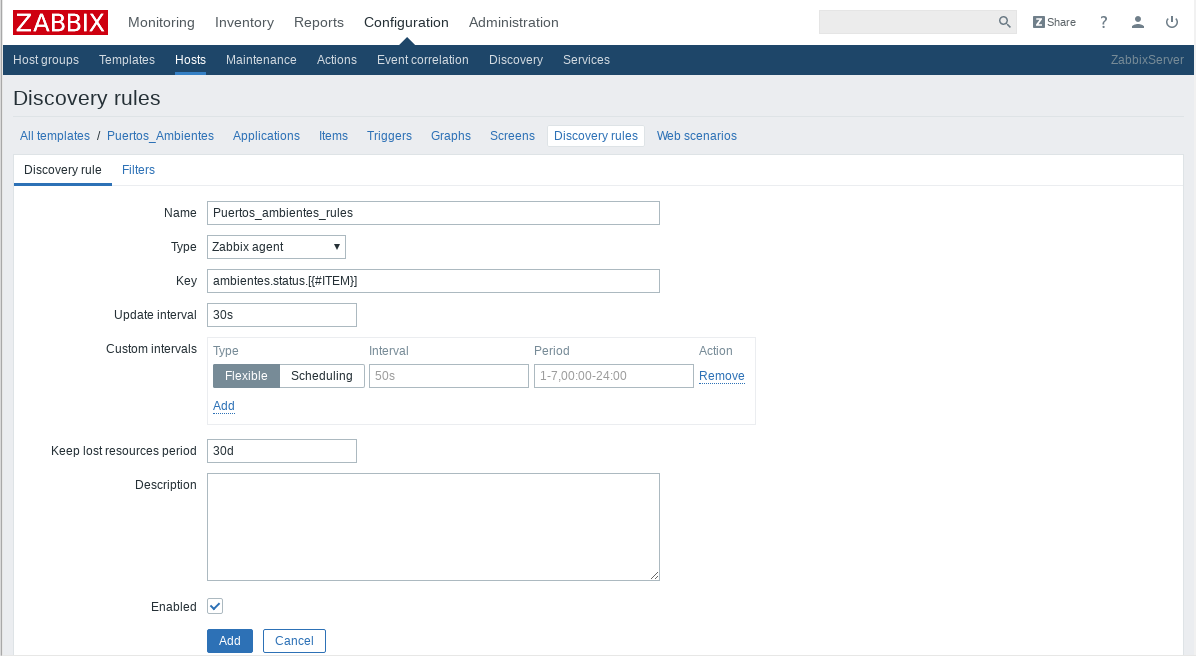 ZABBIX Monitoring Inventory Reports Configuration Administration Z Share ?
Host groups Templates Hosts Maintenance Actions Event correlation Discovery Services ZabbixServer
Discovery rules
All templates / Puertos_Ambientes Applications Items Triggers Graphs Screens Discovery rules Web scenarios
Discovery rule Filters
Name Puertos_ambientes_rules
Type Zabbix agent
Key ambientes.status.[{#ITEM}]
Update interval 30s
Custom intervals Type Interval Period Action
Flexible Scheduling 50s 1-7,00:00-24:00 Remove
Add
Keep lost resources period 30d
Description
Enabled
Add Cancel